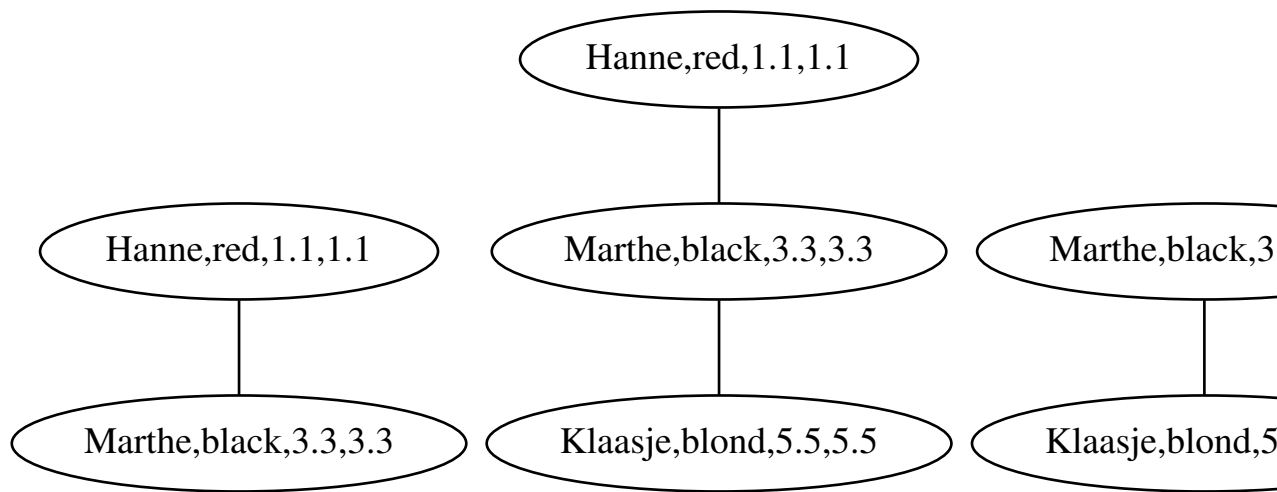 Hanne,red,1.1,1.1
Hanne,red,1.1,1.1
Marthe,black,3.3,3.3
Marthe,black,3
Marthe,black,3.3,3.3
Klaasje,blond,5.5,5.5
Klaasje,blond,5